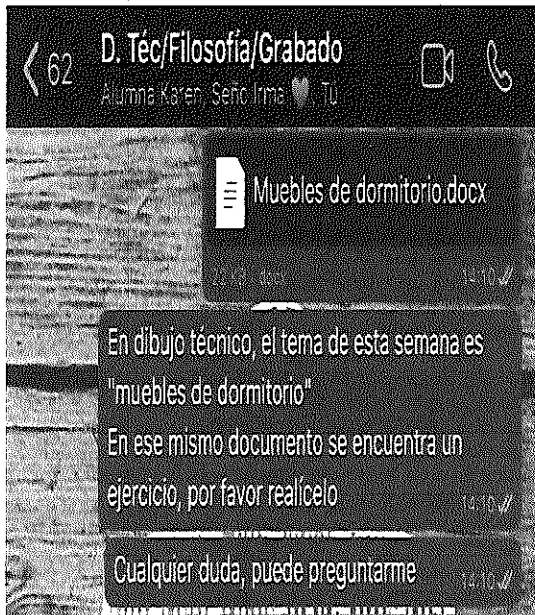 62
D. Téc/Filosofía/Grabado
Alumna Karen, Seño Irma 🖤, Tú
Muebles de dormitorio.docx
docx
14:10
En dibujo técnico, el tema de esta semana es
"muebles de dormitorio"
En ese mismo documento se encuentra un
ejercicio, por favor realícelo
14:10
Cualquier duda, puede preguntarme
14:10